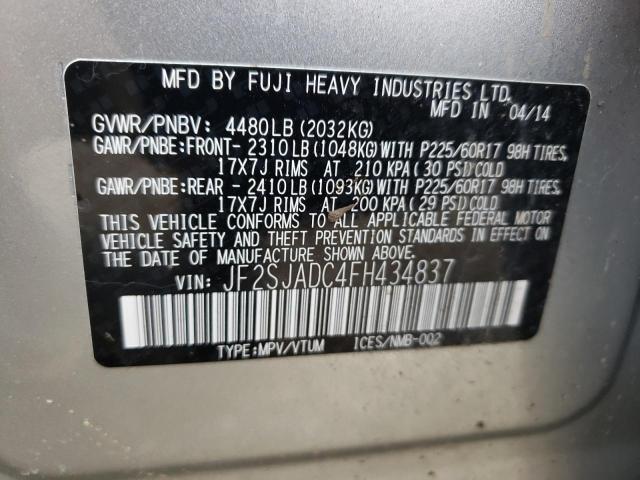 MFD BY FUJI HEAVY INDUSTRIES LTD.
MFD IN 04/14
GVWR/PNBV: 4480LB(2032KG)
GAWR/PNBE:FRONT- 2310LB(1048KG)WITH P225/60R17 98H TIRES,
17X7J RIMS AT 210 KPA(30 PSI)COLD
GAWR/PNBE:REAR - 2410LB(1093KG)WITH P225/60R17 98H TIRES,
17X7J RIMS AT 200 KPA(29 PSI)COLD
THIS VEHICLE CONFORMS TO ALL APPLICABLE FEDERAL MOTOR
VEHICLE SAFETY AND THEFT PREVENTION STANDARDS IN EFFECT ON
THE DATE OF MANUFACTURE SHOWN ABOVE.
VIN: JF2SJADC4FH434837
TYPE:MPV/VTUM ICES/NMB-002